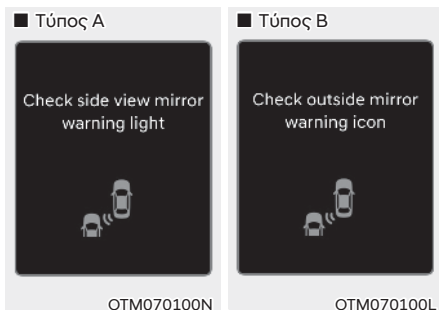 ■ Τύπος A
Check side view mirror
warning light
OTM070100N
■ Τύπος B
Check outside mirror
warning icon
OTM070100L